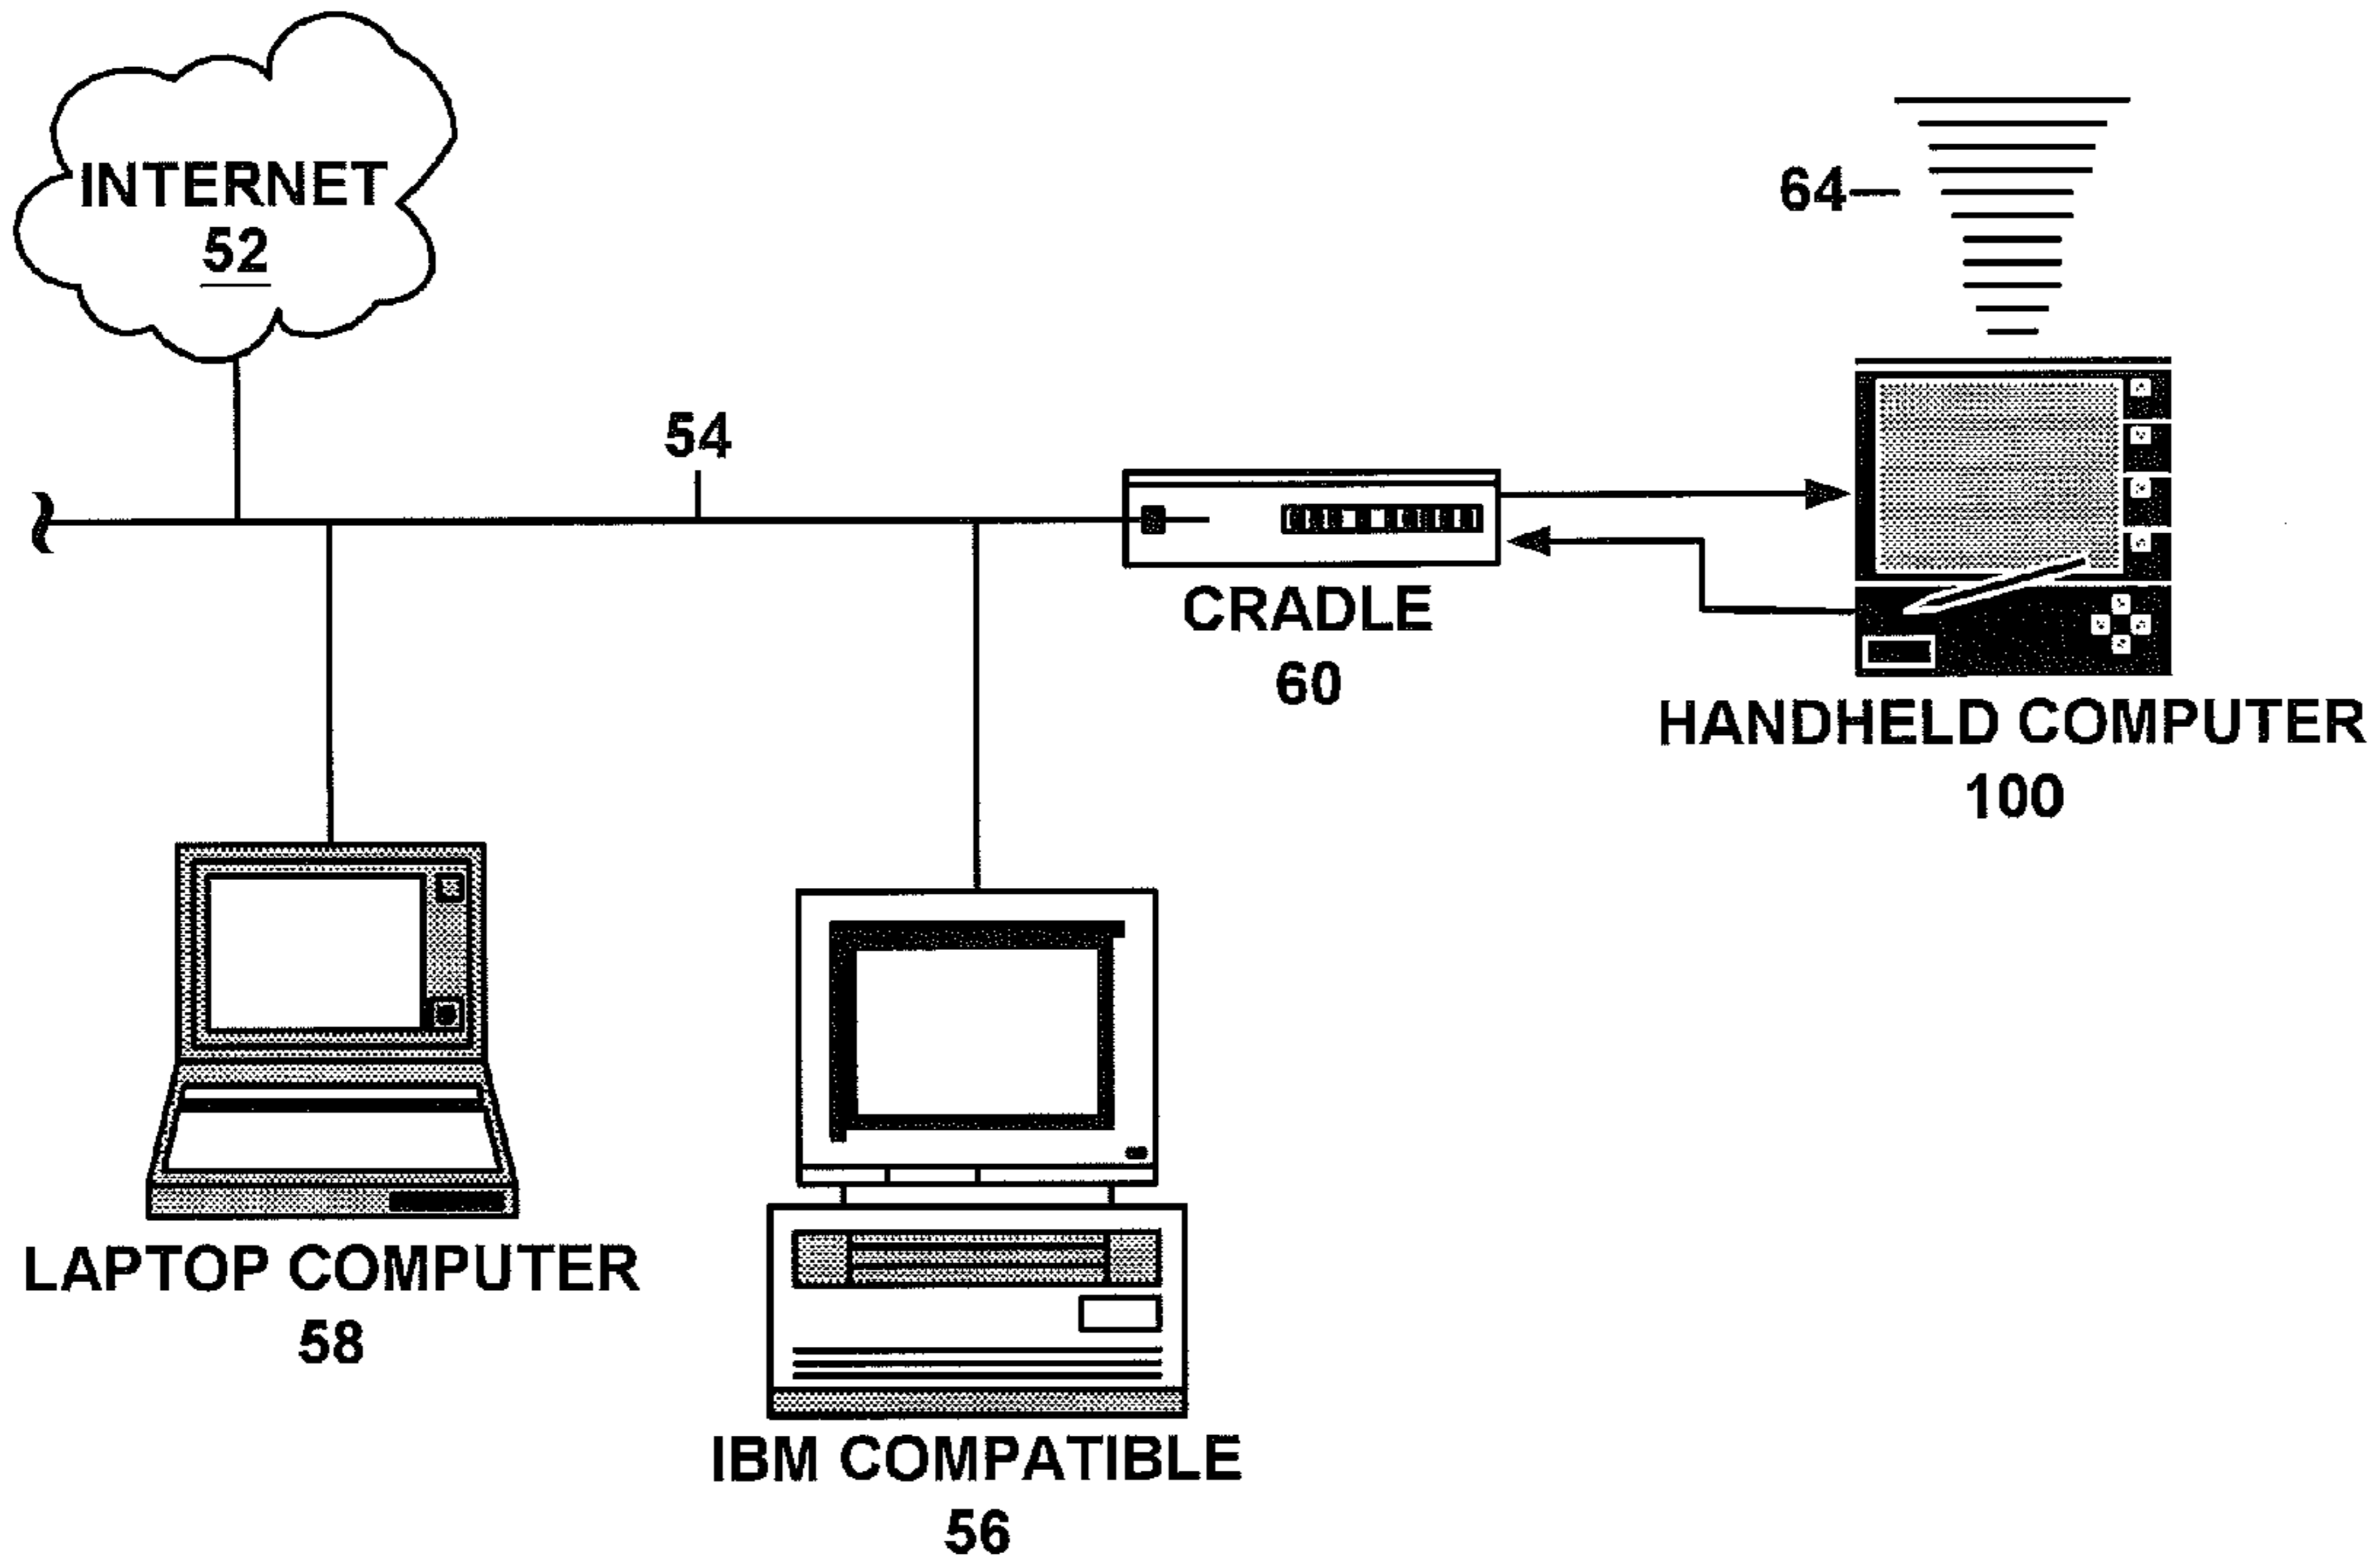 INTERNET
52
64
54
CRADLE
60
HANDHELD COMPUTER
100
LAPTOP COMPUTER
58
IBM COMPATIBLE
56